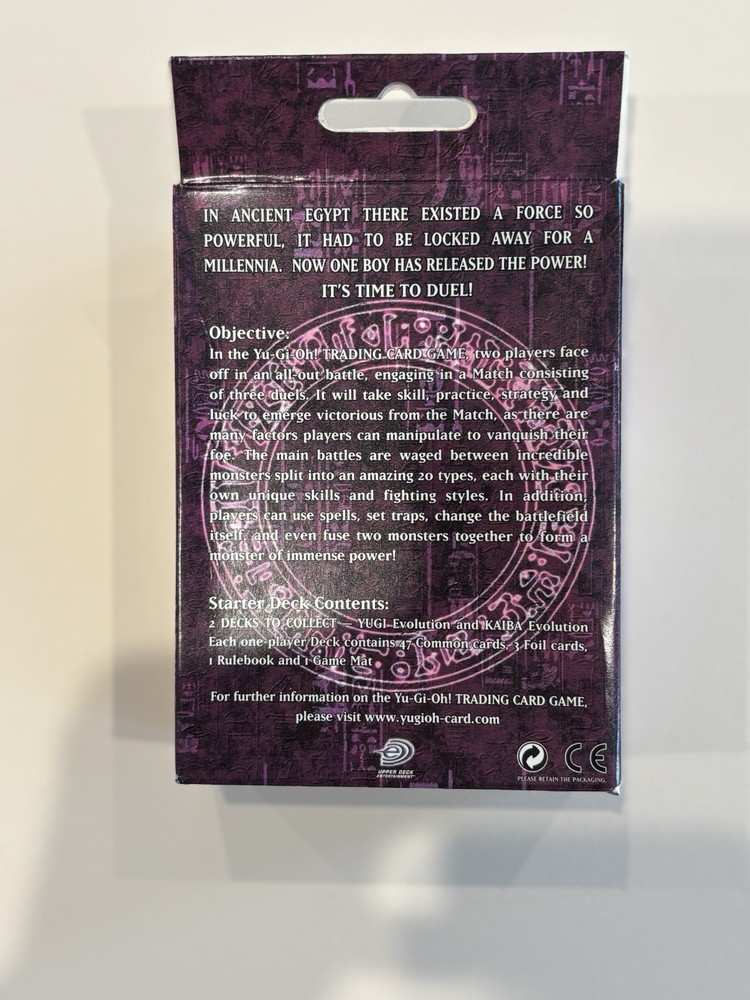 IN ANCIENT EGYPT THERE EXISTED A FORCE SO
POWERFUL, IT HAD TO BE LOCKED AWAY FOR A
MILLENNIA. NOW ONE BOY HAS RELEASED THE POWER!
IT'S TIME TO DUEL!
Objective:
In the Yu-Gi-Oh! TRADING CARD GAME, two players face
off in an all-out battle, engaging in a Match consisting
of three duels. It will take skill, practice, strategy and
luck to emerge victorious from the Match, as there are
many factors players can manipulate to vanquish their
foe. The main battles are waged between incredible
monsters split into an amazing 20 types, each with their
own unique skills and fighting styles. In addition,
players can use spells, set traps, change the battlefield
itself, and even fuse two monsters together to form a
monster of immense power!
Starter Deck Contents:
2 DECKS TO COLLECT – YUGI Evolution and KAIBA Evolution
Each one-player Deck contains 47 Common cards, 3 Foil cards,
1 Rulebook and 1 Game Mat
For further information on the Yu-Gi-Oh! TRADING CARD GAME,
please visit www.yugioh-card.com
UPPER DECK
ENTERTAINMENT
CE
PLEASE RETAIN THE PACKAGING